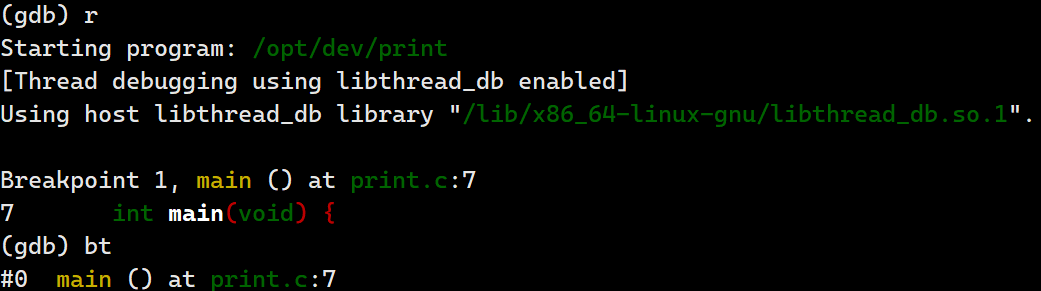 (gdb) r
Starting program: /opt/dev/print
[Thread debugging using libthread_db enabled]
Using host libthread_db library "/lib/x86_64-linux-gnu/libthread_db.so.1".

Breakpoint 1, main () at print.c:7
7       int main(void) {
(gdb) bt
#0  main () at print.c:7